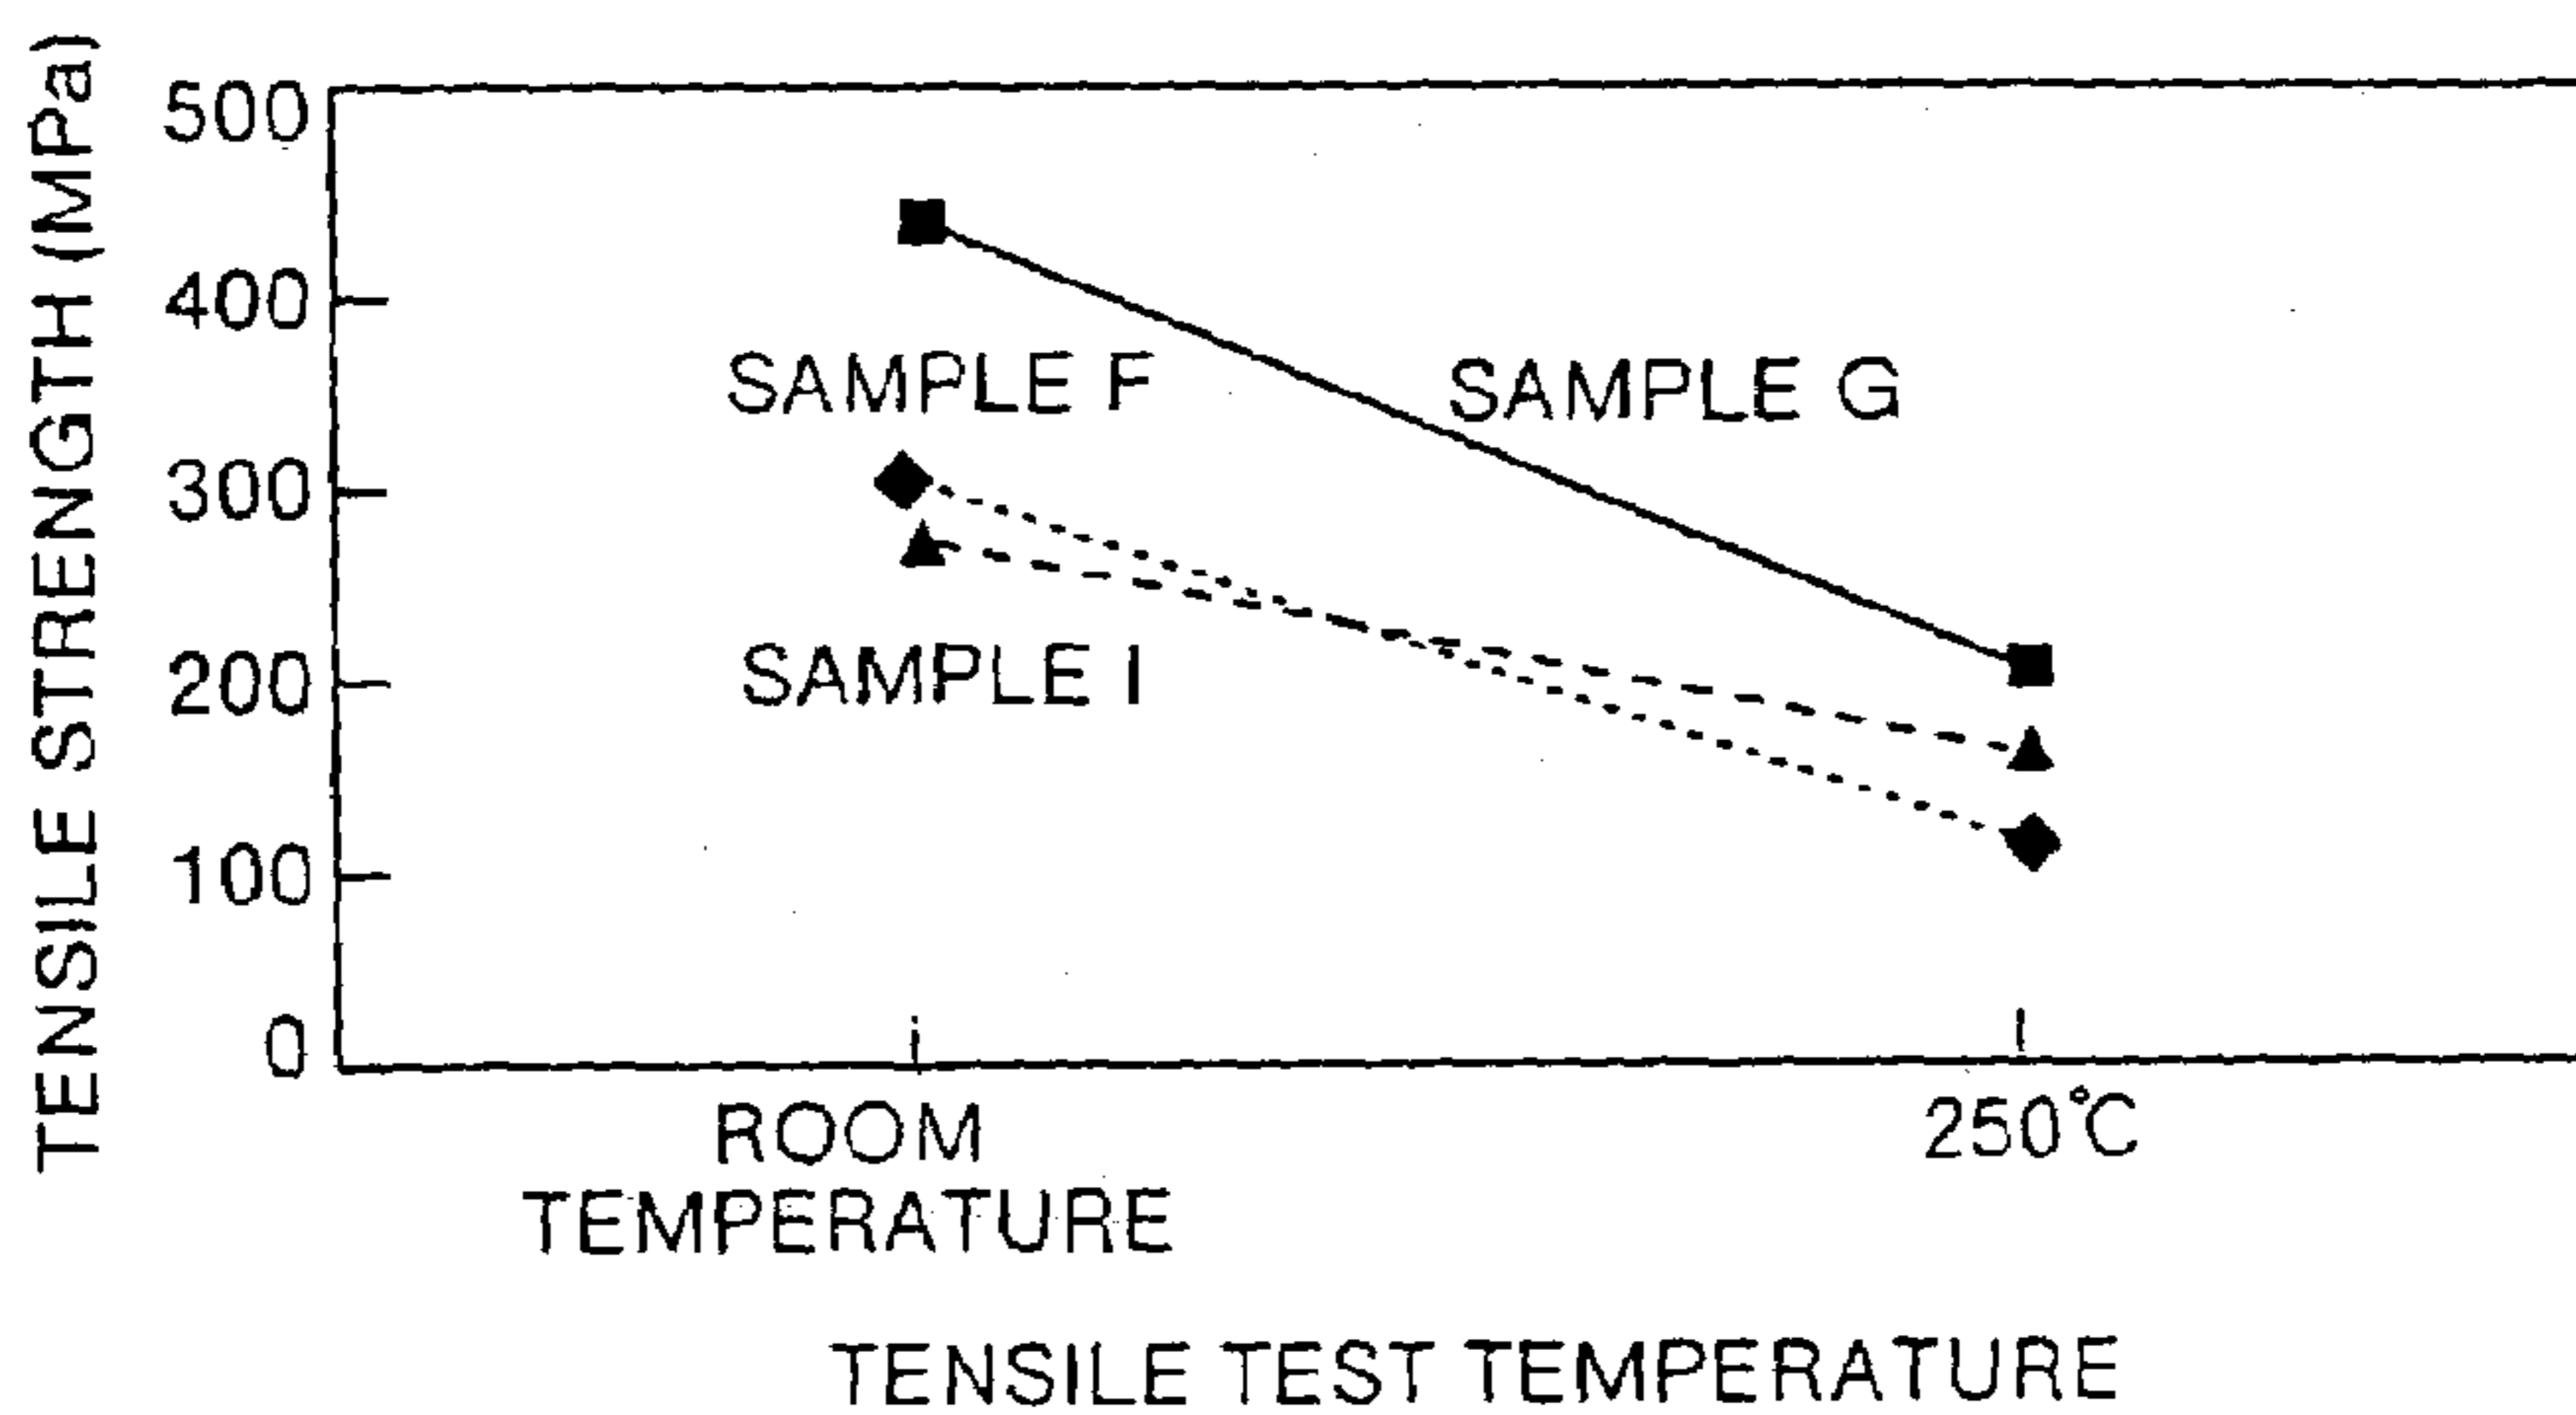 TENSILE STRENGTH (MPa)
500
400
300
200
100
0
SAMPLE F
SAMPLE G
SAMPLE I
ROOM
TEMPERATURE
250°C
TENSILE TEST TEMPERATURE